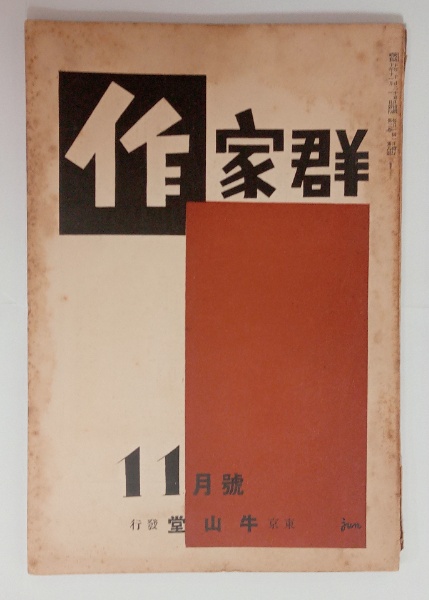 作家群
11月號
東京 牛山堂 發行
jun